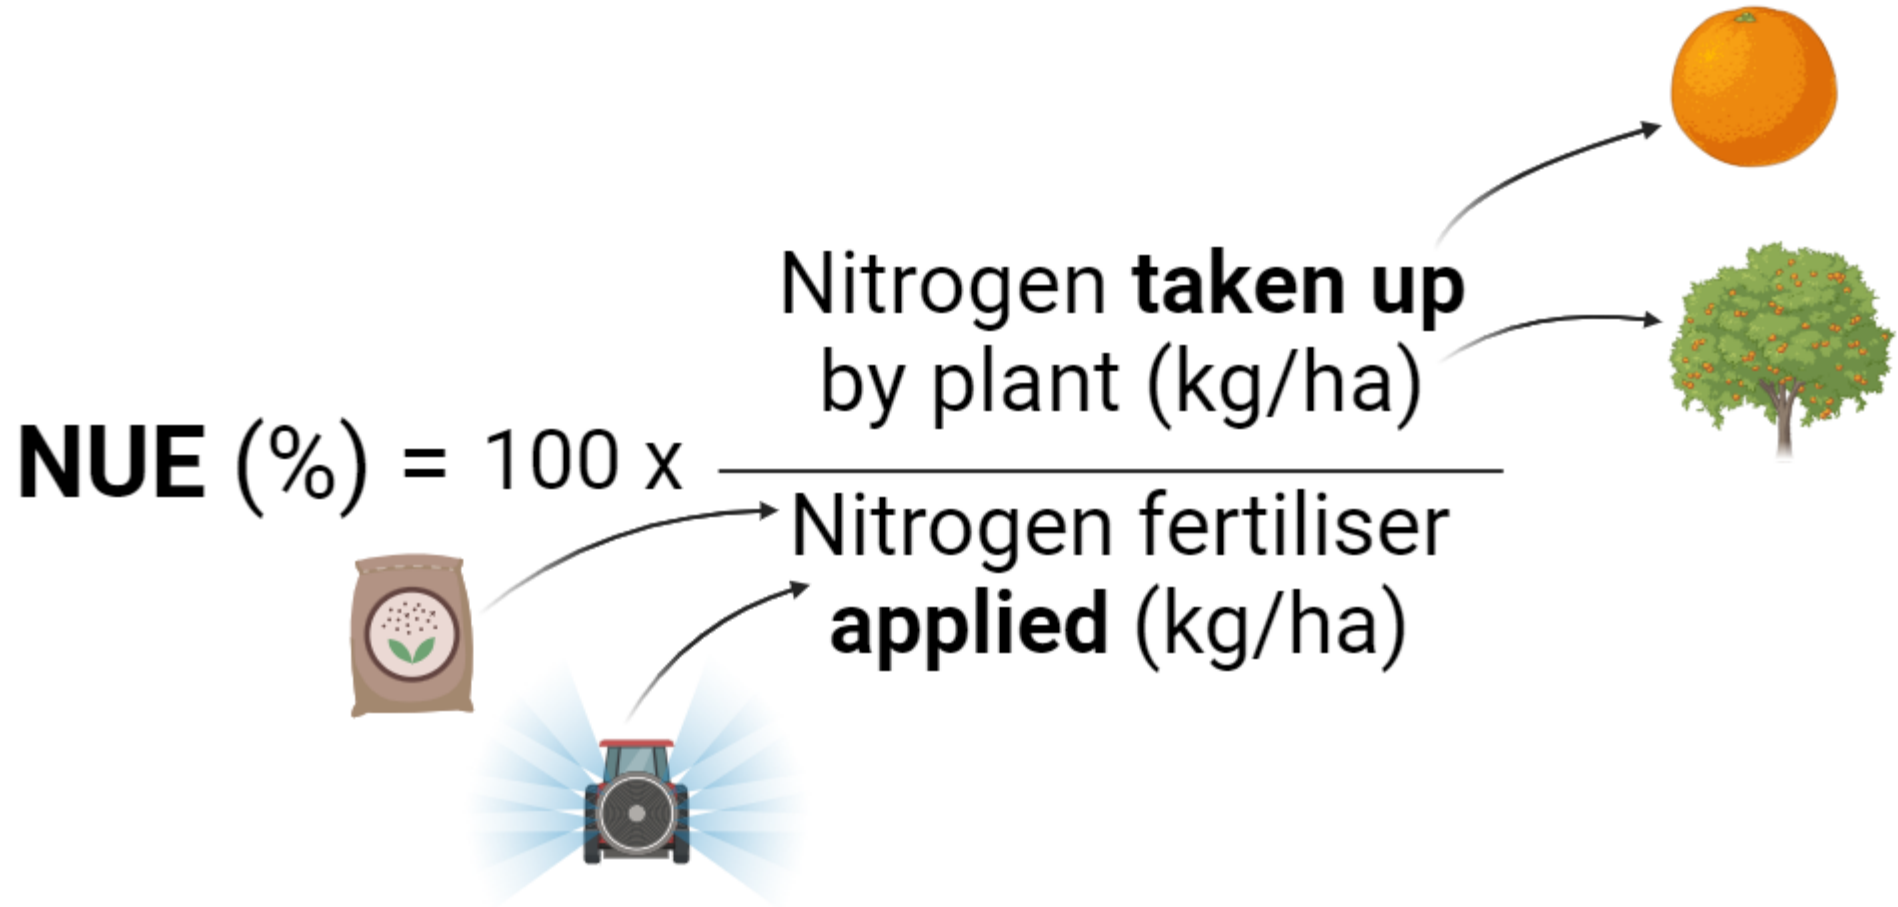 Nitrogen taken up
by plant (kg/ha)
NUE (%) = 100 x
Nitrogen fertiliser
applied (kg/ha)